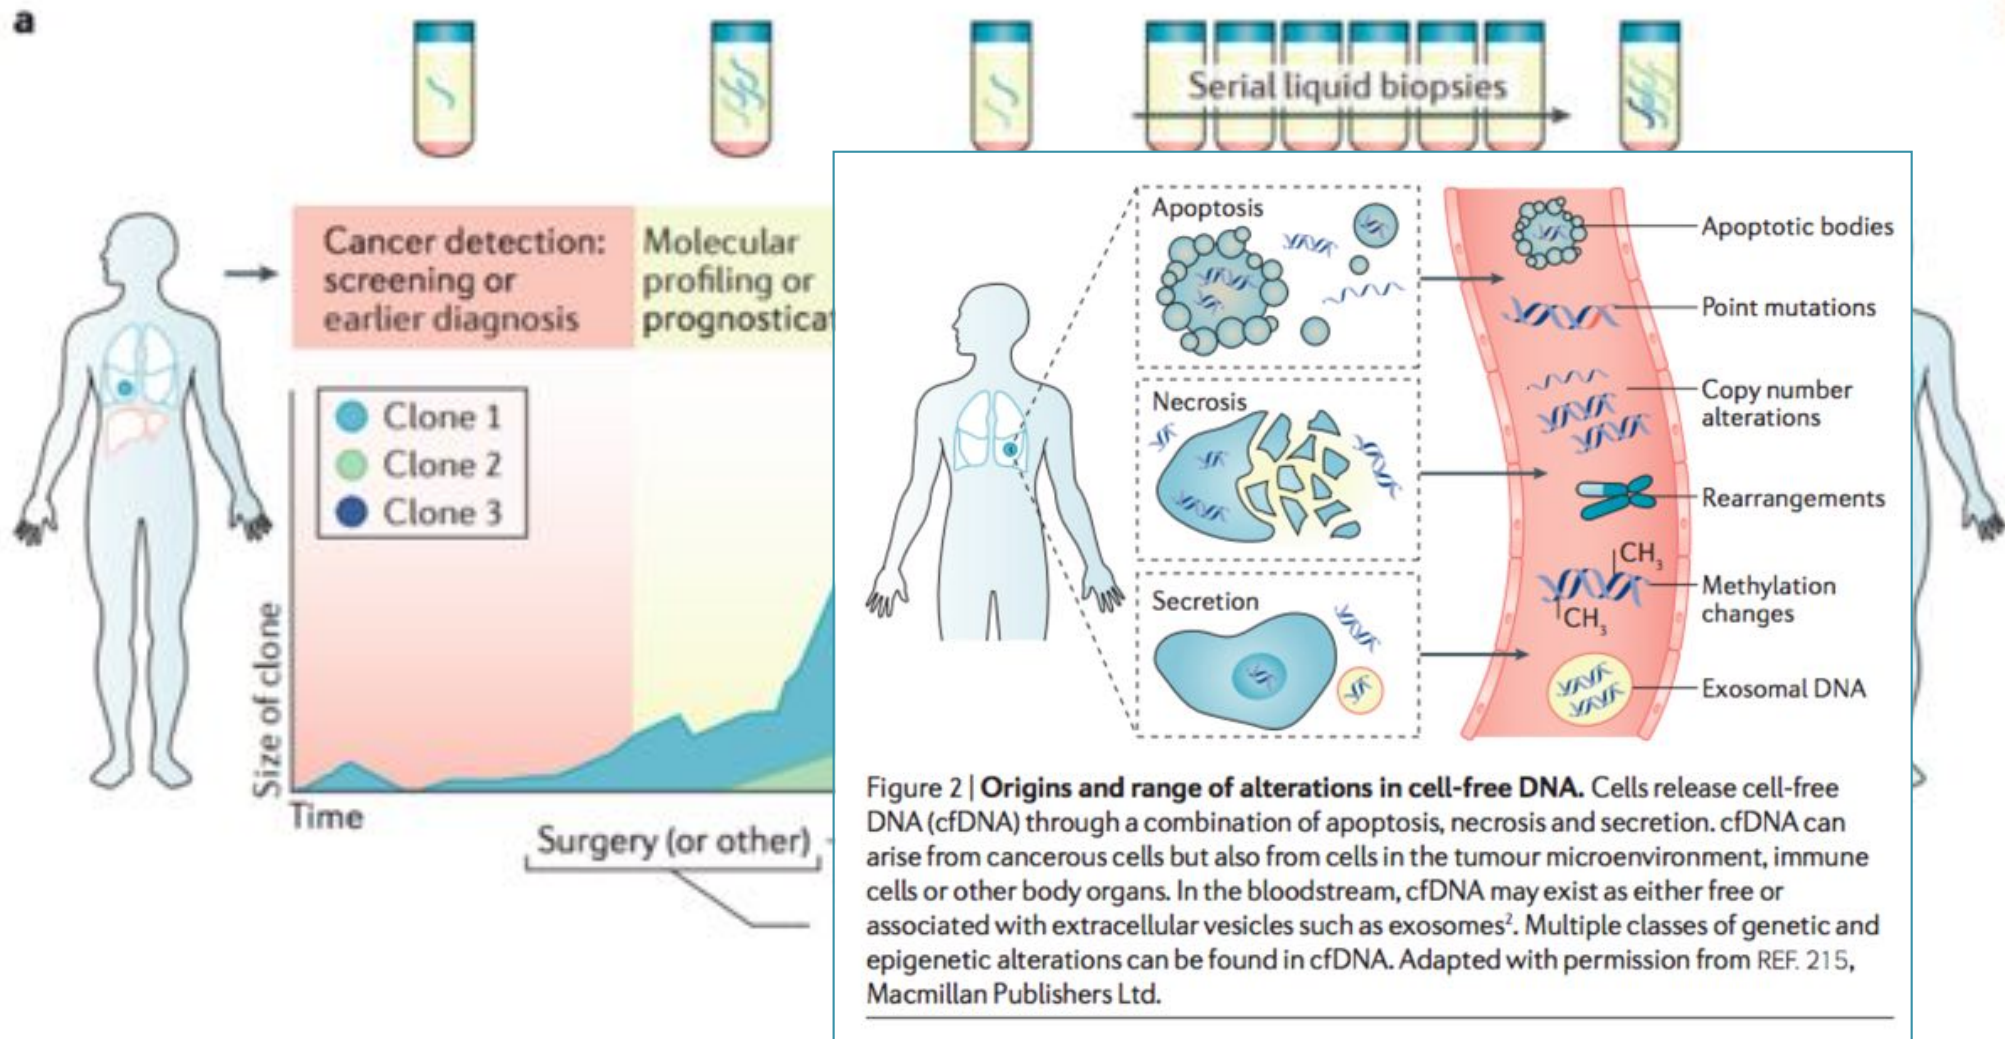 a
Serial liquid biopsies
Cancer detection:
screening or
earlier diagnosis
Molecular
profiling or
prognosticat
Clone 1
Clone 2
Clone 3
Size of clone
Time
Surgery (or other)
Apoptosis
Necrosis
Secretion
Apoptotic bodies
Point mutations
Copy number
alterations
Rearrangements
CH3
CH3
Methylation
changes
Exosomal DNA
Figure 2 | Origins and range of alterations in cell-free DNA. Cells release cell-free
DNA (cfDNA) through a combination of apoptosis, necrosis and secretion. cfDNA can
arise from cancerous cells but also from cells in the tumour microenvironment, immune
cells or other body organs. In the bloodstream, cfDNA may exist as either free or
associated with extracellular vesicles such as exosomes². Multiple classes of genetic and
epigenetic alterations can be found in cfDNA. Adapted with permission from REF. 215,
Macmillan Publishers Ltd.